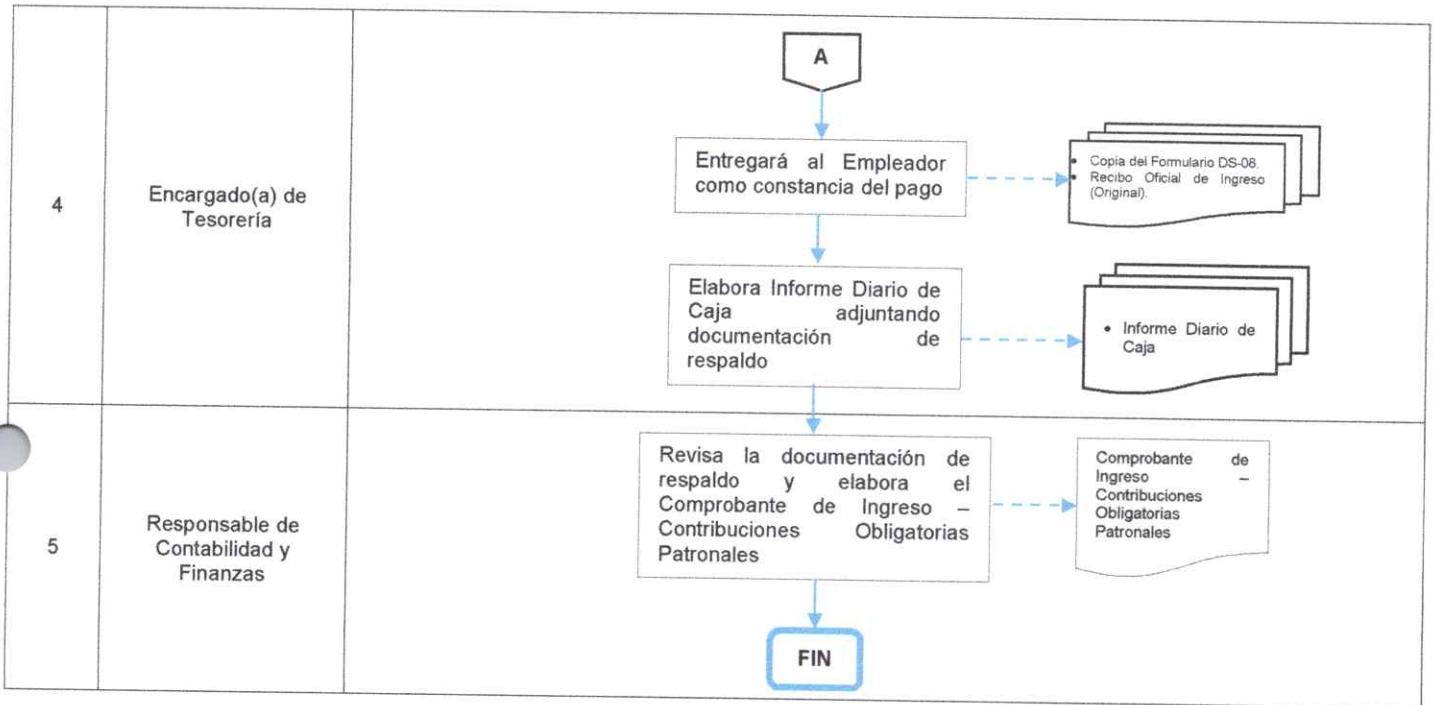 A
Entregará al Empleador
como constancia del pago
• Copia del Formulario DS-08.
• Recibo Oficial de Ingreso
(Original).
4
Encargado(a) de
Tesorería
Elabora Informe Diario de
Caja adjuntando
documentación de
respaldo
• Informe Diario de
Caja
5
Responsable de
Contabilidad y
Finanzas
Revisa la documentación de
respaldo y elabora el
Comprobante de Ingreso –
Contribuciones Obligatorias
Patronales
Comprobante de
Ingreso –
Contribuciones
Obligatorias
Patronales
FIN